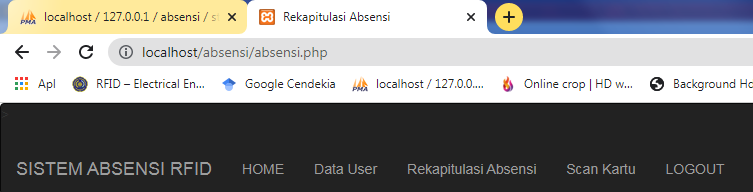 localhost / 127.0.0.1 / absensi / s
Rekapitulasi Absensi
localhost/absensi/absensi.php
Apl
RFID – Electrical En...
Google Cendekia
PMA
localhost / 127.0.0....
Online crop | HD w...
Background H
SISTEM ABSENSI RFID
HOME
Data User
Rekapitulasi Absensi
Scan Kartu
LOGOUT